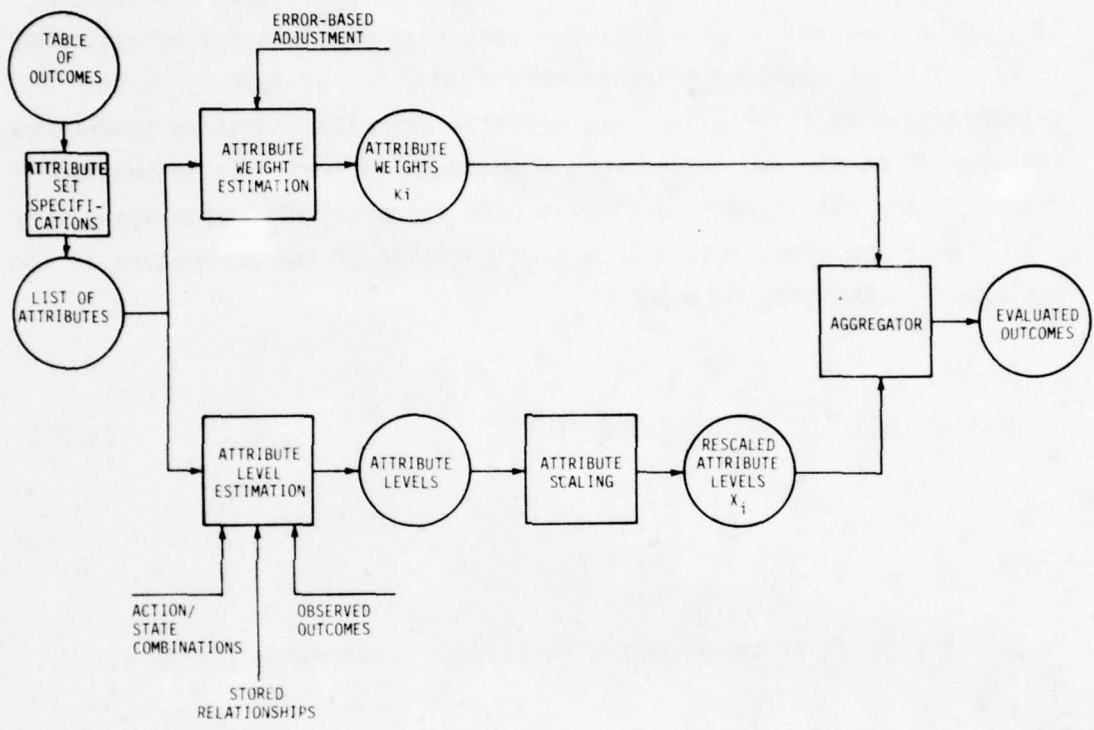 ERROR-BASED
ADJUSTMENT
TABLE
OF
OUTCOMES
ATTRIBUTE
SET
SPECIFI-
CATIONS
LIST OF
ATTRIBUTES
ATTRIBUTE
WEIGHT
ESTIMATION
ATTRIBUTE
WEIGHTS
Ki
AGGREGATOR
EVALUATED
OUTCOMES
ATTRIBUTE
LEVEL
ESTIMATION
ATTRIBUTE
LEVELS
ATTRIBUTE
SCALING
RESCALED
ATTRIBUTE
LEVELS
Xi
ACTION/
STATE
COMBINATIONS
STORED
RELATIONSHIPS
OBSERVED
OUTCOMES